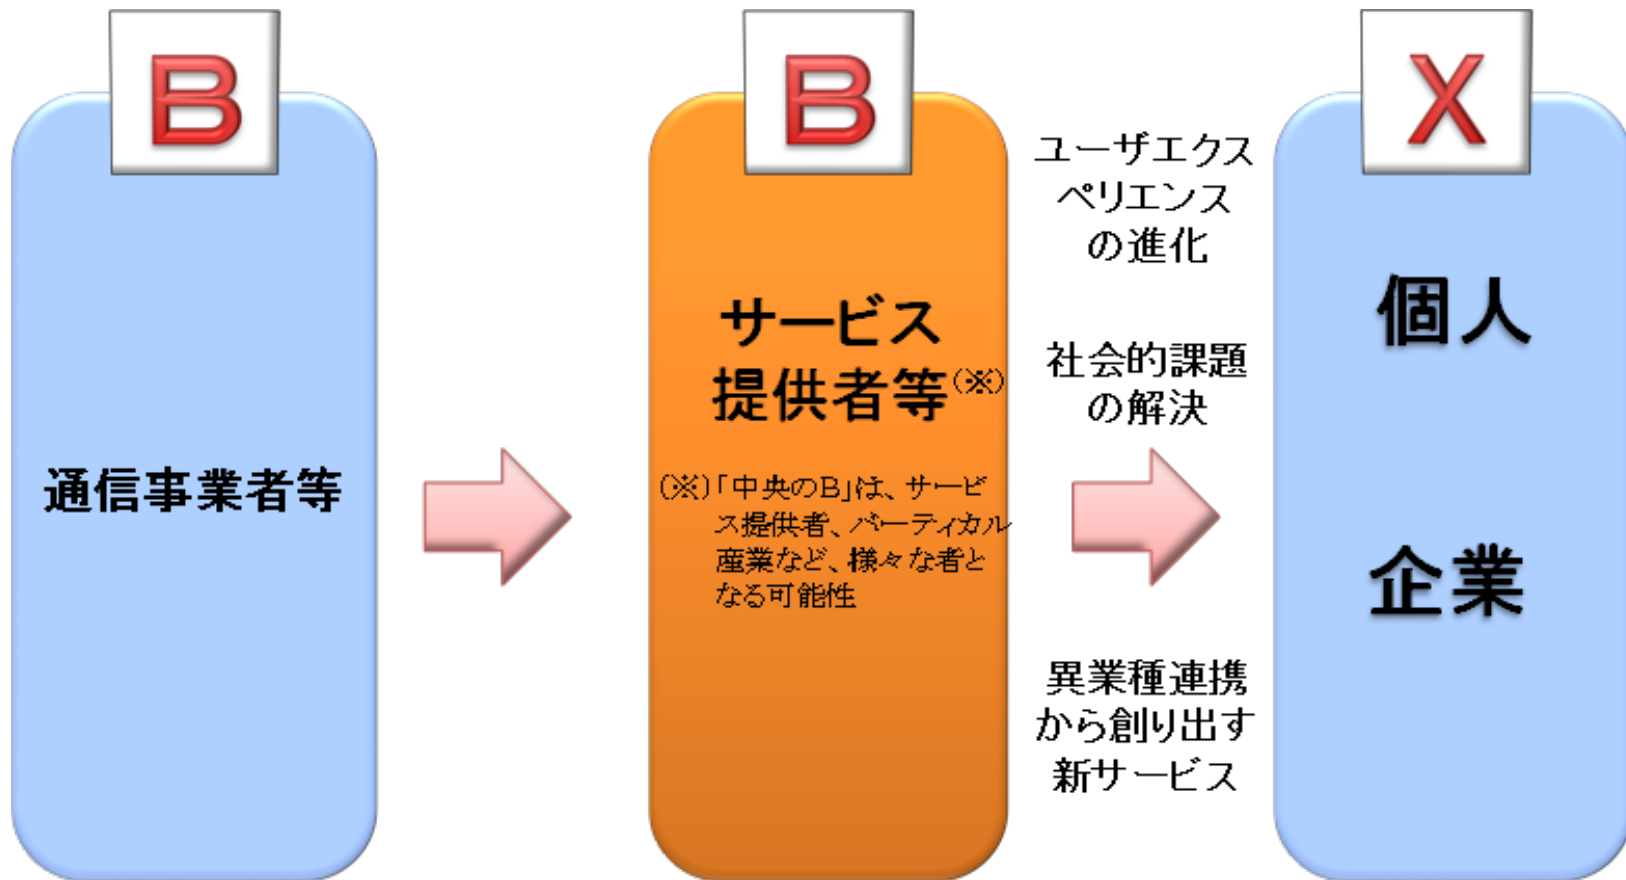 B
通信事業者等
B
サービス
提供者等(※)
(※)「中央のB」は、サービ
ス提供者、バーティカル
産業など、様々な者と
なる可能性
ユーザエクス
ペリエンス
の進化
社会的課題
の解決
異業種連携
から創り出す
新サービス
X
個人
企業